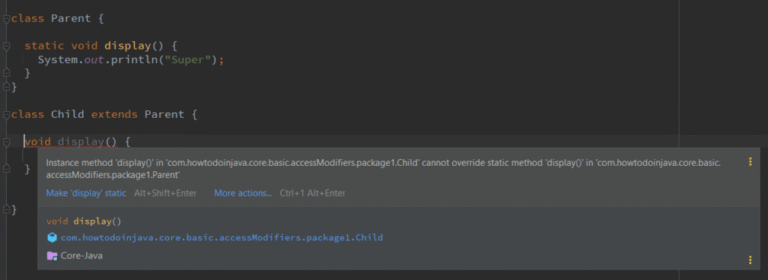 class Parent {
static void display() {
System.out.println("Super");
}
}
class Child extends Parent {
void display() {
Instance method 'display()' in 'com.howtodoinjava.core.basic.accessModifiers.package1.Child' cannot override static method 'display()' in 'com.howtodoinjava.core.basic.
accessModifiers.package1.Parent'
}
Make 'display' static Alt+Shift+Enter More actions... Ctrl+1 Alt+Enter
}
void display()
com.howtodoinjava.core.basic.accessModifiers.package1.Child
Core-Java